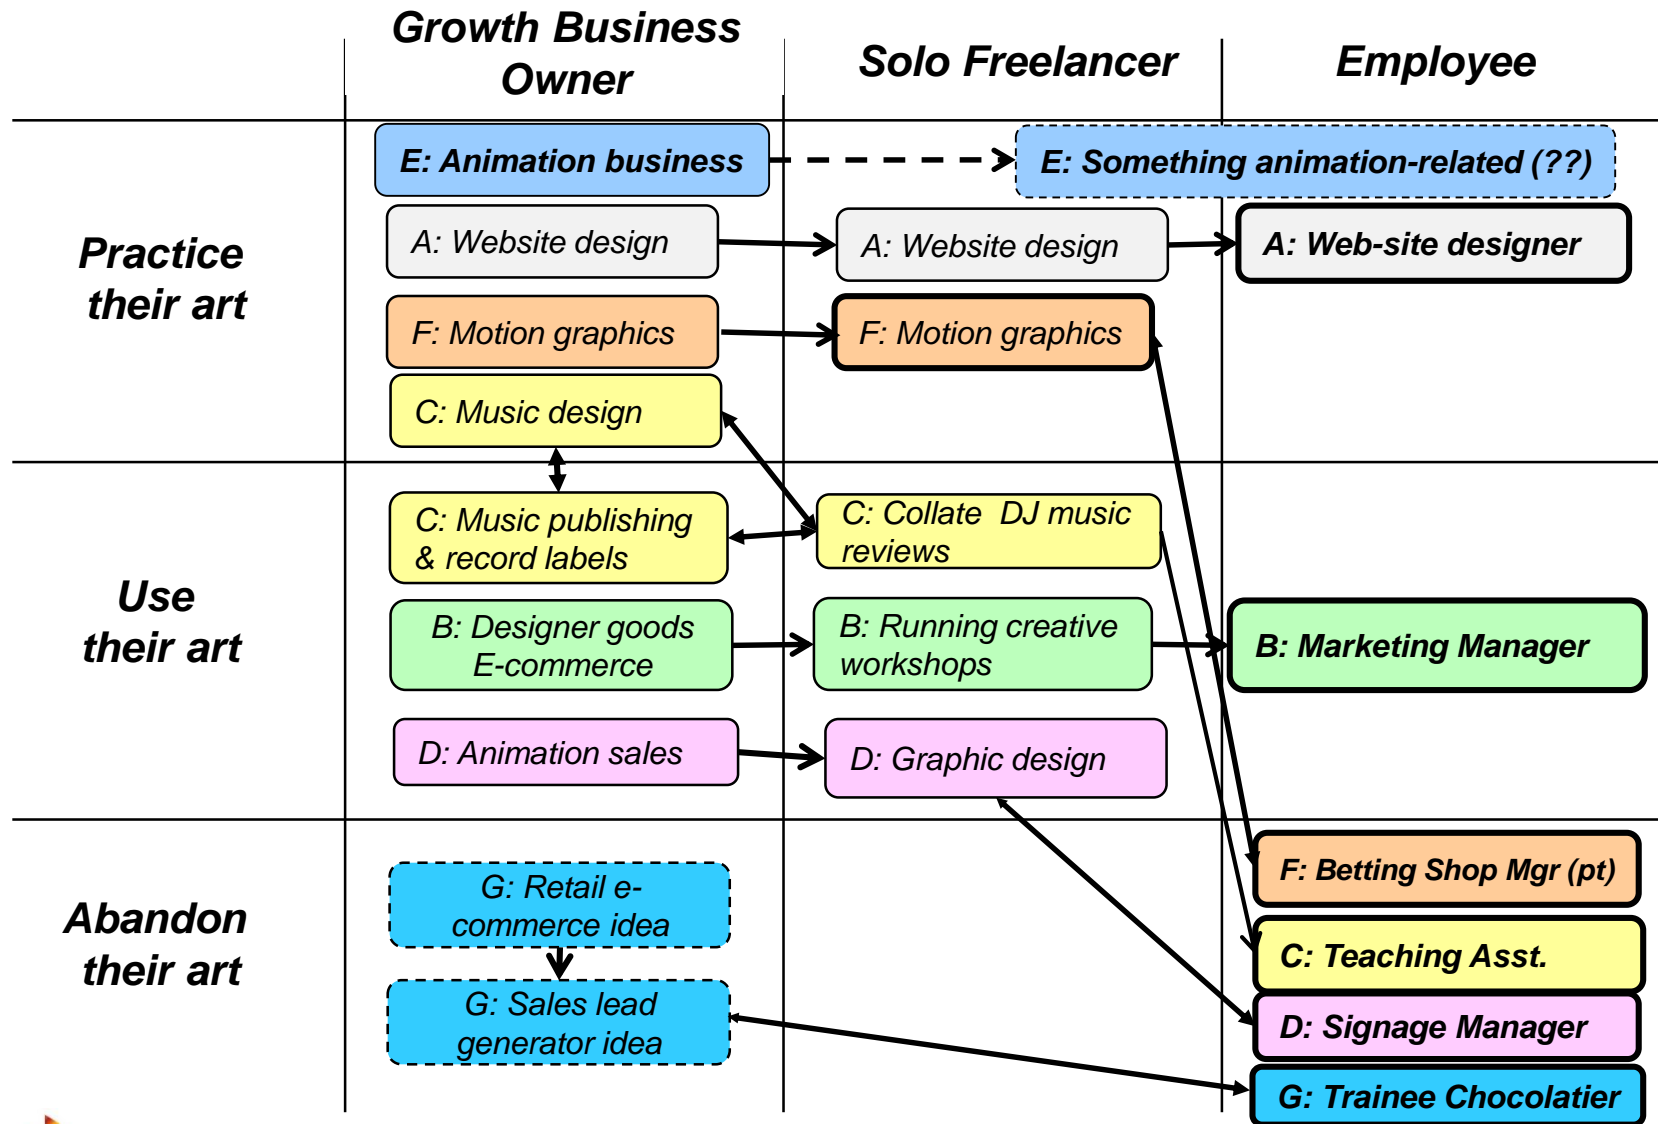 Growth Business
Owner
Solo Freelancer
Employee
Practice
their art
E: Animation business
E: Something animation-related (??)
A: Website design
A: Website design
A: Web-site designer
F: Motion graphics
F: Motion graphics
C: Music design
Use
their art
C: Music publishing
& record labels
C: Collate DJ music
reviews
B: Designer goods
E-commerce
B: Running creative
workshops
B: Marketing Manager
D: Animation sales
D: Graphic design
Abandon
their art
G: Retail e-
commerce idea
G: Sales lead
generator idea
F: Betting Shop Mgr (pt)
C: Teaching Asst.
D: Signage Manager
G: Trainee Chocolatier